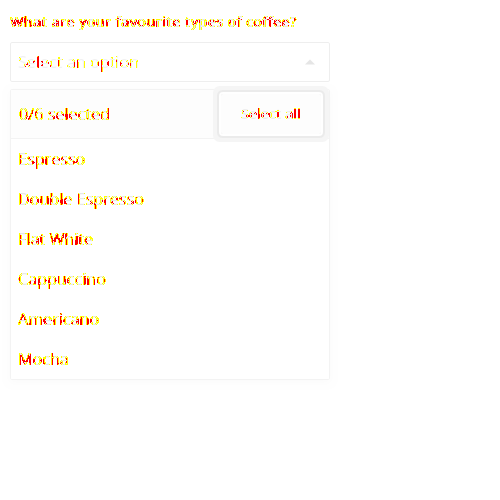 What are your favourite types of coffee?
Select an option
0/6 selected
Select all
Espresso
Double Espresso
Flat White
Cappuccino
Americano
Mocha